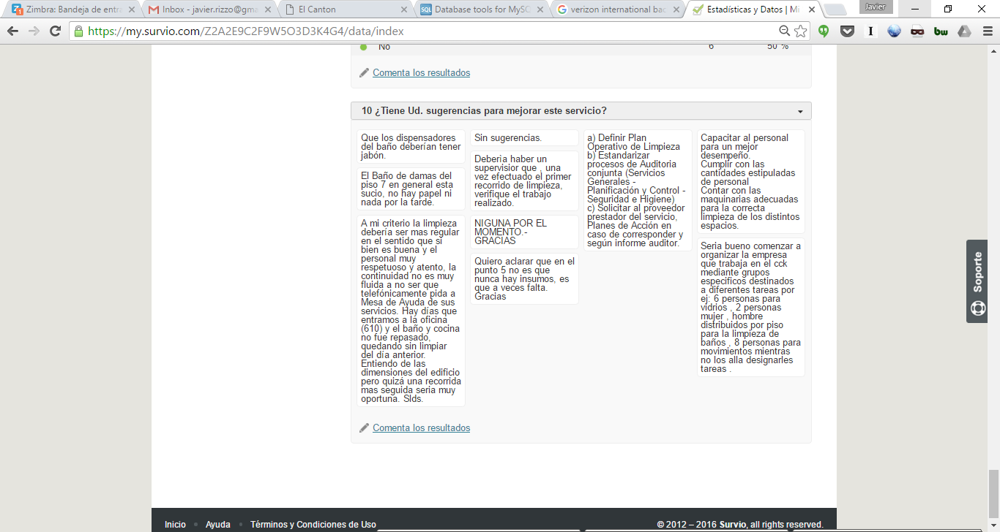 Zimbra: Bandeja de entra
Inbox - javier.rizzo@gma
El Canton
Database tools for MySQ
verizon international bac
Estadísticas y Datos | Mi
Javier
https://my.survio.com/Z2A2E9C2F9W5O3D3K4G4/data/index
No 6 50 %
Comenta los resultados
10 ¿Tiene Ud. sugerencias para mejorar este servicio?
Que los dispensadores
del baño deberían tener
jabón.
El Baño de damas del
piso 7 en general esta
sucio, no hay papel ni
nada por la tarde.
A mi criterio la limpieza
debería ser mas regular
en el sentido que si
bien es buena y el
personal muy
respetuoso y atento, la
continuidad no es muy
fluida a no ser que
telefónicamente pida a
Mesa de Ayuda de sus
servicios. Hay días que
entramos a la oficina
(610) y el baño y cocina
no fue repasado,
quedando sin limpiar
del día anterior.
Entiendo de las
dimensiones del edificio
pero quizá una recorrida
mas seguida seria muy
oportuna. Slds.
Sin sugerencias.
Deberìa haber un
supervisior que , una
vez efectuado el primer
recorrido de limpieza,
verifique el trabajo
realizado.
NIGUNA POR EL
MOMENTO.-
GRACIAS
Quiero aclarar que en el
punto 5 no es que
nunca hay insumos, es
que a veces falta.
Gracias
a) Definir Plan
Operativo de Limpieza
b) Estandarizar
procesos de Auditoria
conjunta (Servicios
Generales -
Planificación y Control -
Seguridad e Higiene)
c) Solicitar al proveedor
prestador del servicio,
Planes de Acción en
caso de corresponder y
según informe auditor.
Capacitar al personal
para un mejor
desempeño.
Cumplir con las
cantidades estipuladas
de personal
Contar con las
maquinarias adecuadas
para la correcta
limpieza de los distintos
espacios.
Seria bueno comenzar a
organizar la empresa
que trabaja en el cck
mediante grupos
especificos destinados
a diferentes tareas por
ej: 6 personas para
vidrios , 2 personas
mujer , hombre
distribuidos por piso
para la limpieza de
baños , 8 personas para
movimientos mientras
no los alla designarles
tareas .
Comenta los resultados
Soporte
Inicio • Ayuda • Términos y Condiciones de Uso
© 2012 – 2016 Survio, all rights reserved.